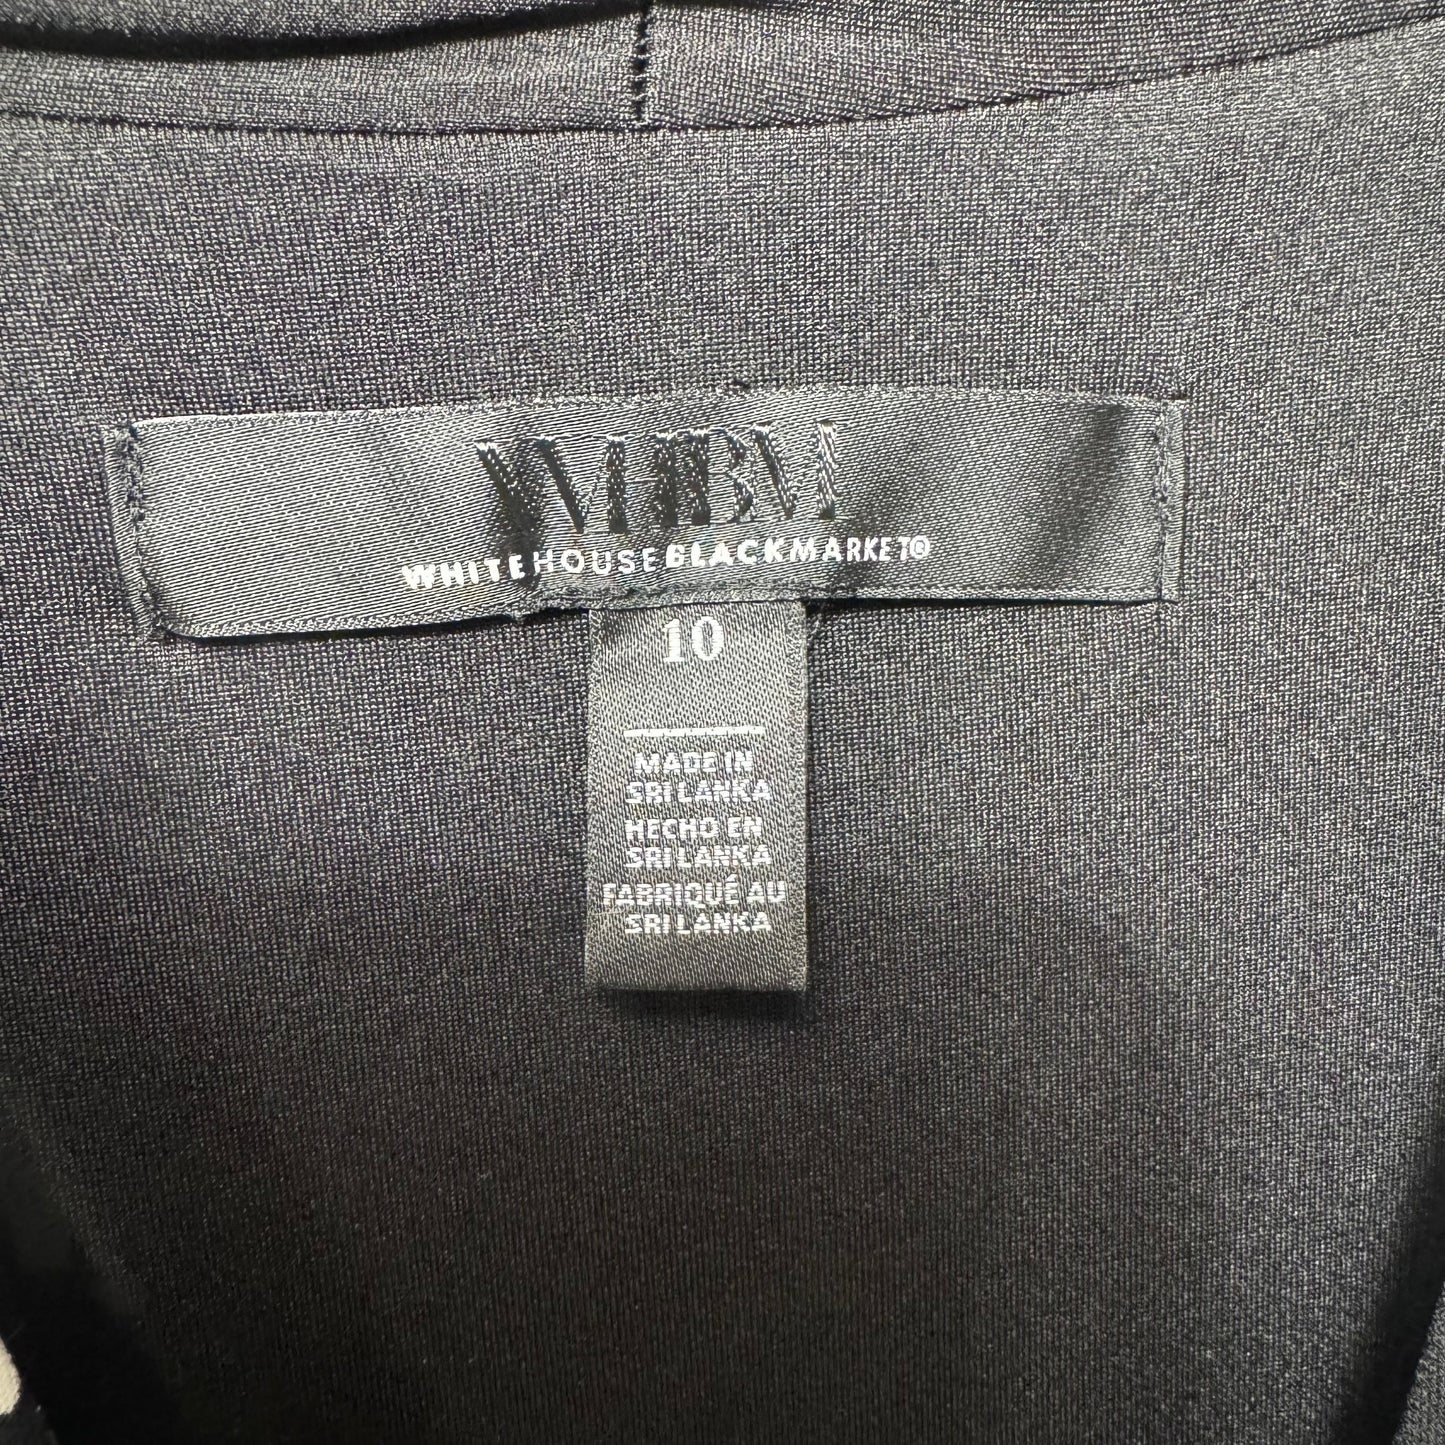 WHBM
WHITEHOUSEBLACKMARKET®
10
MADE IN
SRI LANKA
HECHO EN
SRI LANKA
FABRIQUÉ AU
SRI LANKA